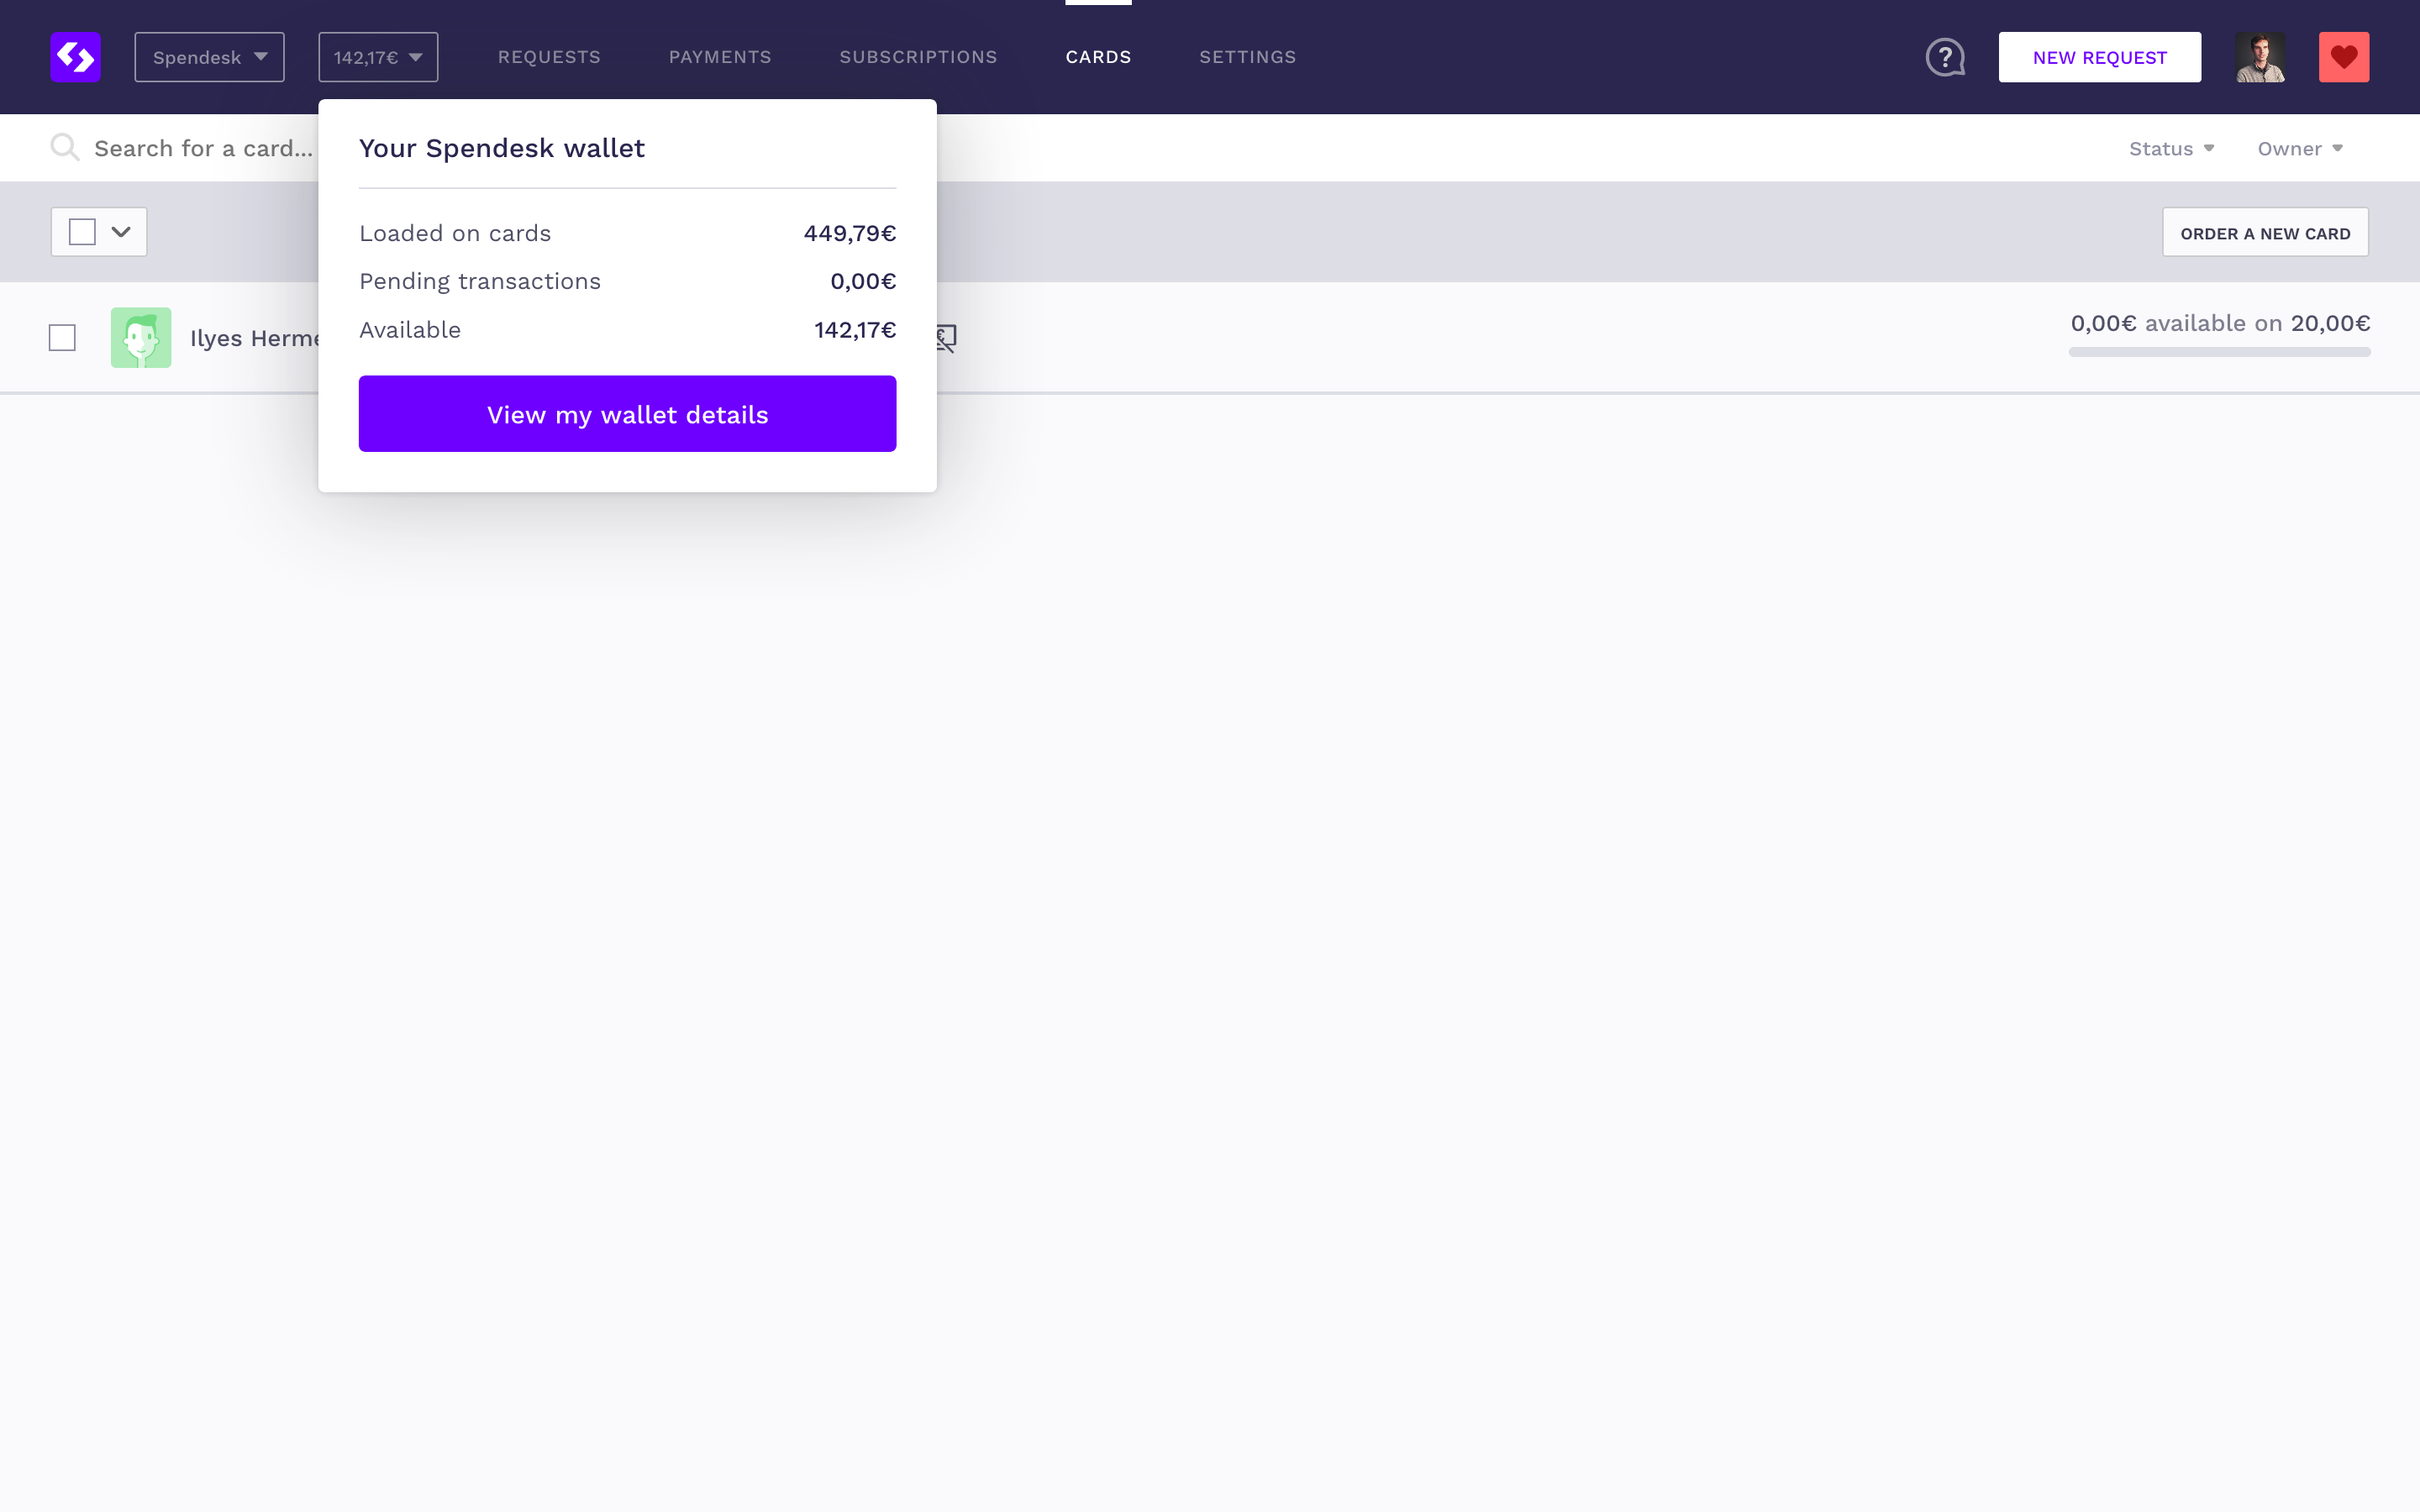 Spendesk
142,17€
REQUESTS
PAYMENTS
SUBSCRIPTIONS
CARDS
SETTINGS
?
NEW REQUEST
Search for a card...
Status
Owner
Your Spendesk wallet
Loaded on cards 449,79€
Pending transactions 0,00€
Available 142,17€
View my wallet details
ORDER A NEW CARD
Ilyes
0,00€ available on 20,00€